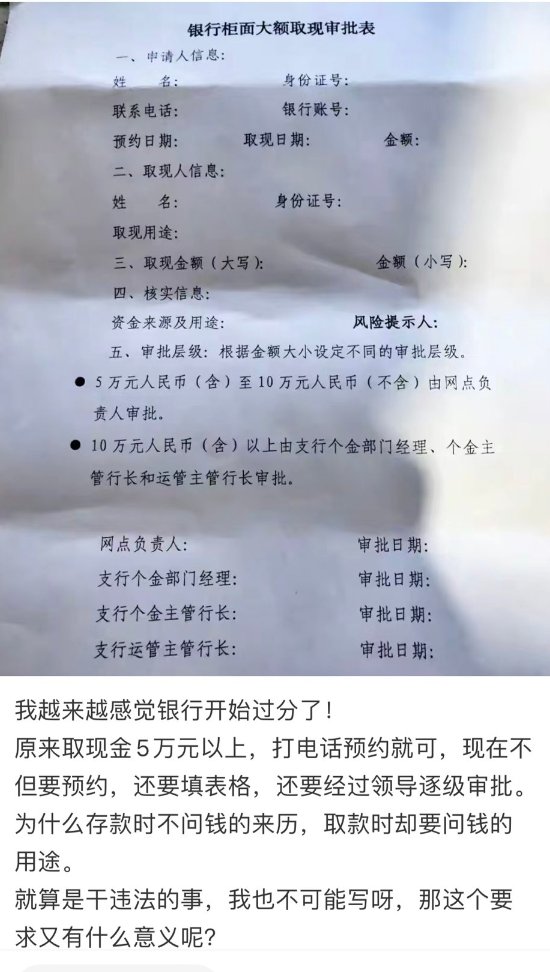 银行柜面大额取现审批表
一、申请人信息：
姓 名： 身份证号：
联系电话： 银行账号：
预约日期： 取现日期： 金额：
二、取现人信息：
姓 名： 身份证号：
取现用途：
三、取现金额（大写）： 金额（小写）：
四、核实信息：
资金来源及用途： 风险提示人：
五、审批层级：根据金额大小设定不同的审批层级。
● 5万元人民币（含）至10万元人民币（不含）由网点负
责人审批。
● 10万元人民币（含）以上由支行个金部门经理、个金主
管行长和运管主管行长审批。
网点负责人： 审批日期：
支行个金部门经理： 审批日期：
支行个金主管行长： 审批日期：
支行运管主管行长： 审批日期：
我越来越感觉银行开始过分了！
原来取现金5万元以上，打电话预约就可，现在不
但要预约，还要填表格，还要经过领导逐级审批。
为什么存款时不问钱的来历，取款时却要问钱的
用途。
就算是干违法的事，我也不可能写呀，那这个要
求又有什么意义呢？